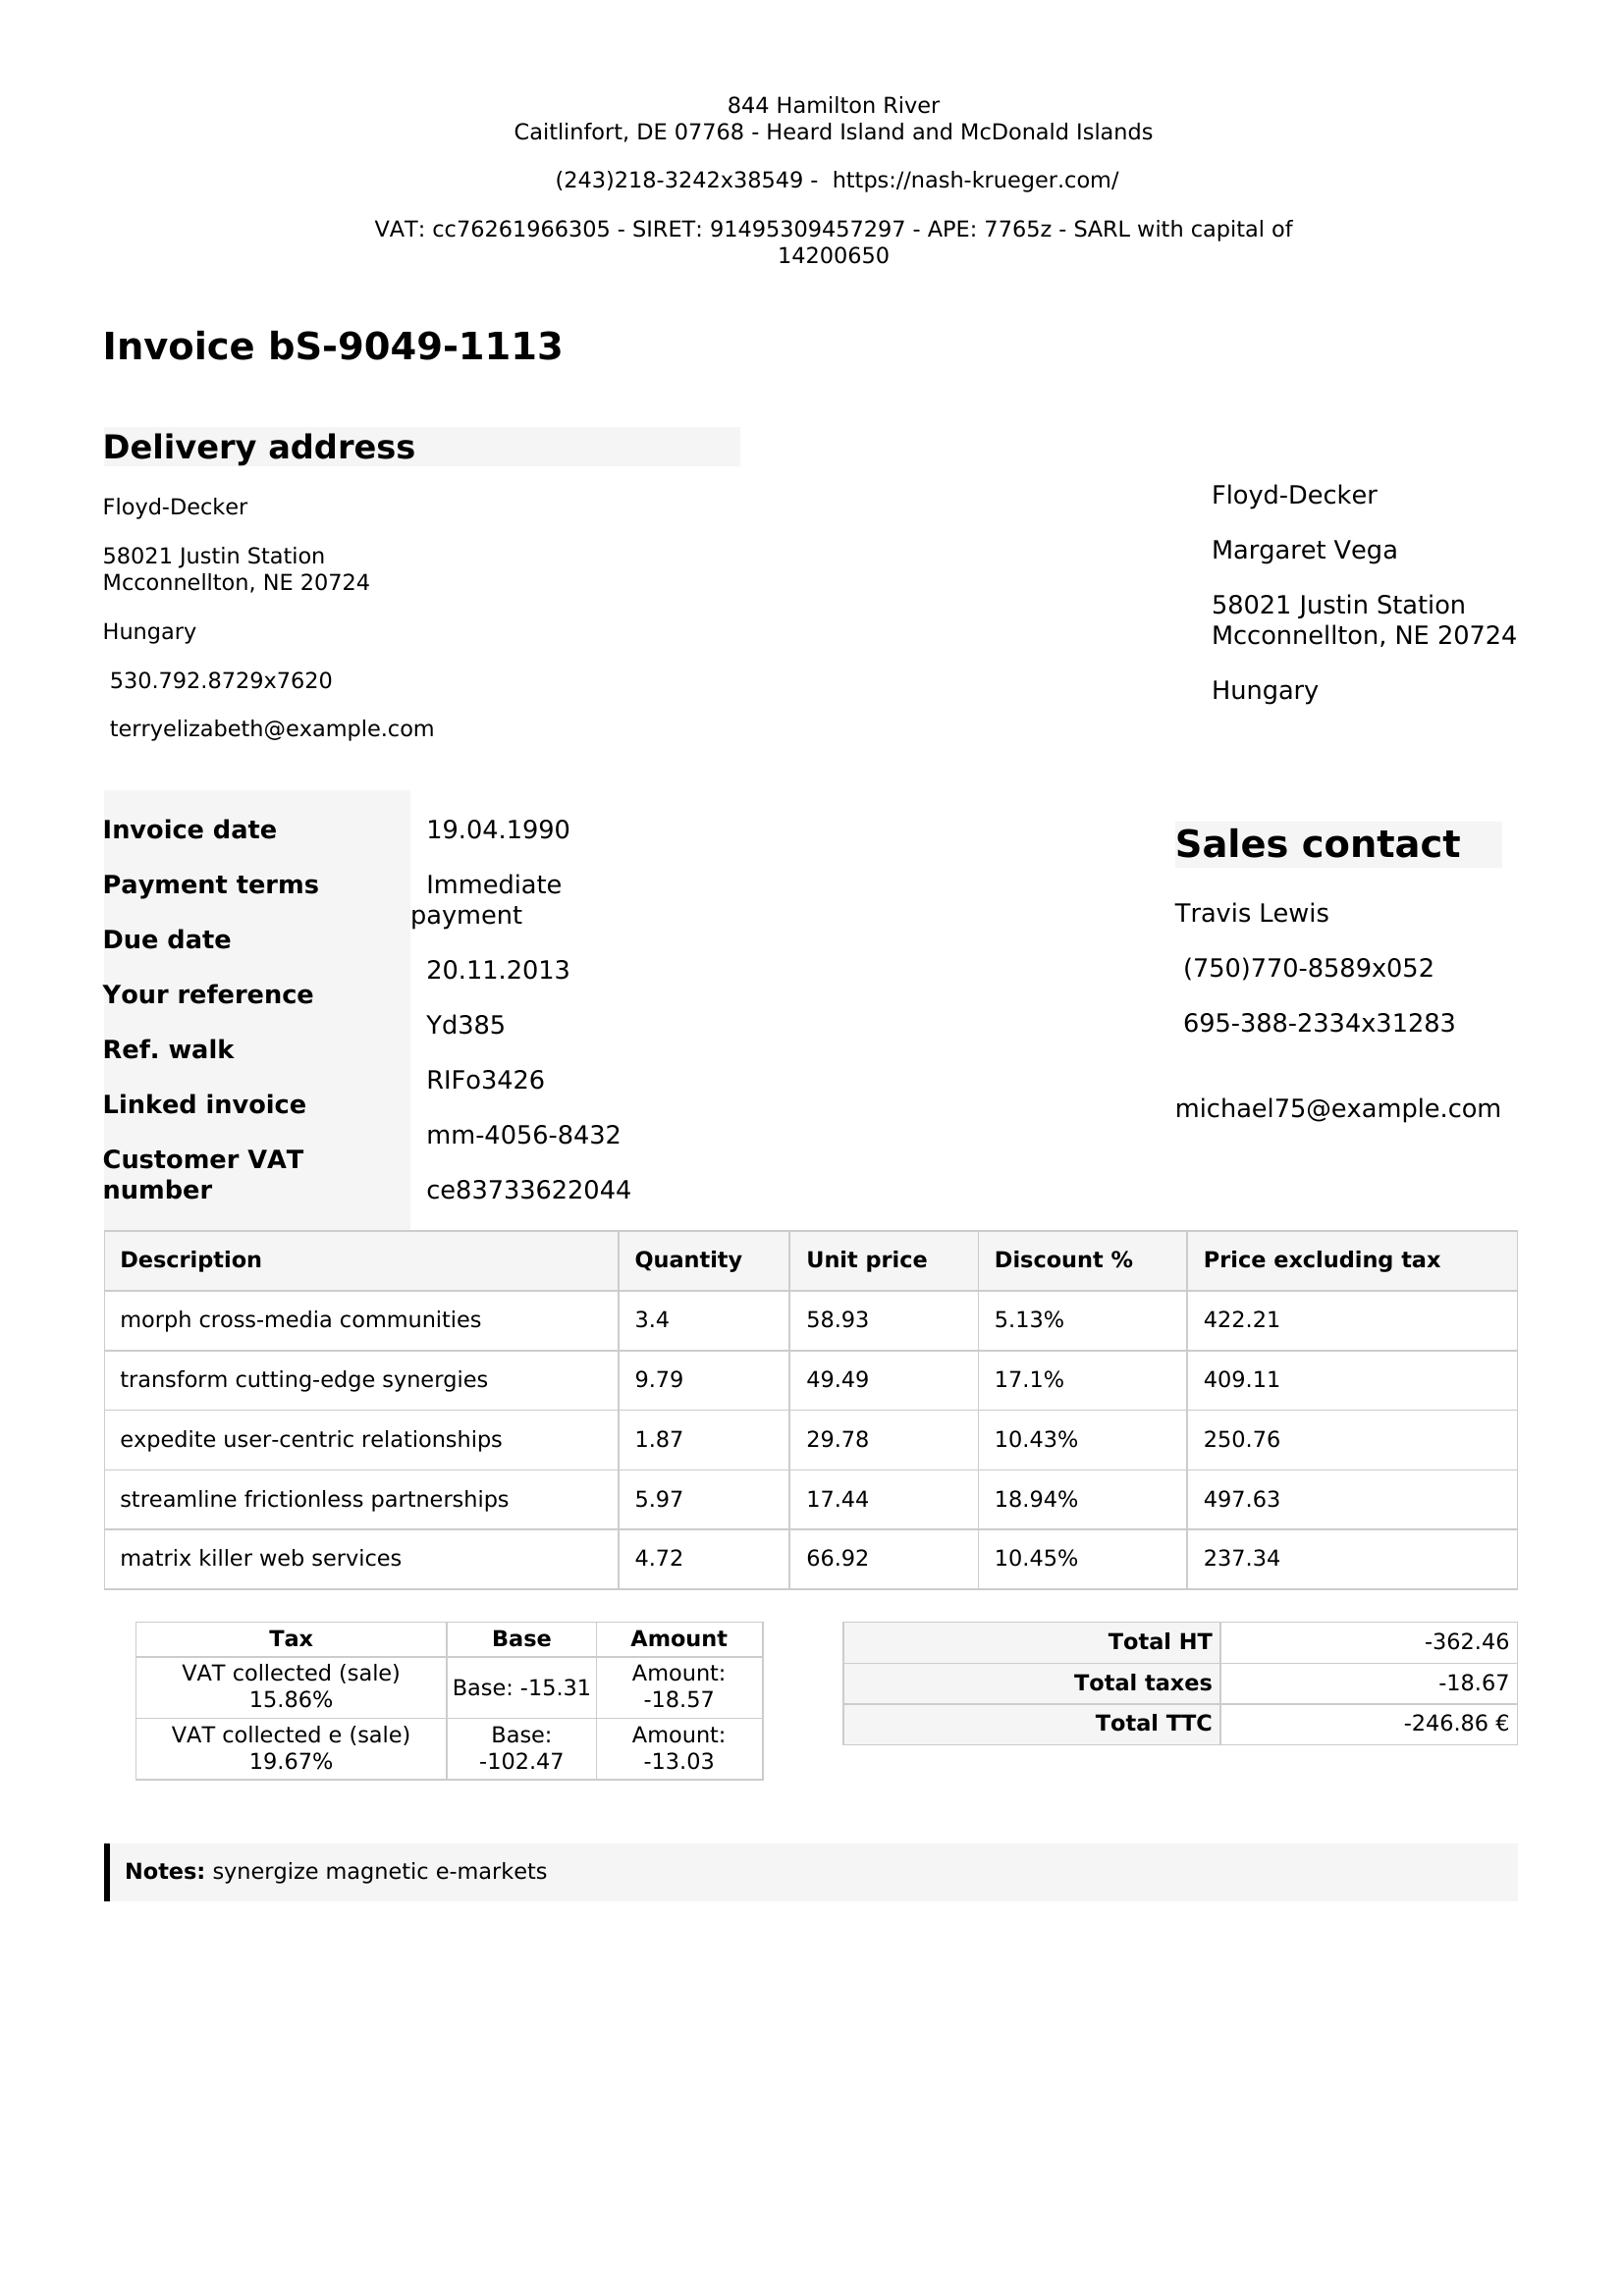 844 Hamilton River
Caitlinfort, DE 07768 - Heard Island and McDonald Islands
(243)218-3242x38549 -  https://nash-krueger.com/
VAT: cc76261966305 - SIRET: 91495309457297 - APE: 7765z - SARL with capital of
14200650
Invoice bS-9049-1113
Delivery address
Floyd-Decker
58021 Justin Station
Mcconnellton, NE 20724
Hungary
530.792.8729x7620
terryelizabeth@example.com
Floyd-Decker
Margaret Vega
58021 Justin Station
Mcconnellton, NE 20724
Hungary
Invoice date
Payment terms
Due date
Your reference
Ref. walk
Linked invoice
Customer VAT
number
19.04.1990
Immediate
payment
20.11.2013
Yd385
RIFo3426
mm-4056-8432
ce83733622044
Sales contact
Travis Lewis
(750)770-8589x052
695-388-2334x31283
michael75@example.com
Description Quantity Unit price Discount % Price excluding tax
morph cross-media communities 3.4 58.93 5.13% 422.21
transform cutting-edge synergies 9.79 49.49 17.1% 409.11
expedite user-centric relationships 1.87 29.78 10.43% 250.76
streamline frictionless partnerships 5.97 17.44 18.94% 497.63
matrix killer web services 4.72 66.92 10.45% 237.34
Tax Base Amount
VAT collected (sale)
15.86%
Base: -15.31
Amount:
-18.57
VAT collected e (sale)
19.67%
Base:
-102.47
Amount:
-13.03
Total HT -362.46
Total taxes -18.67
Total TTC -246.86 €
Notes: synergize magnetic e-markets